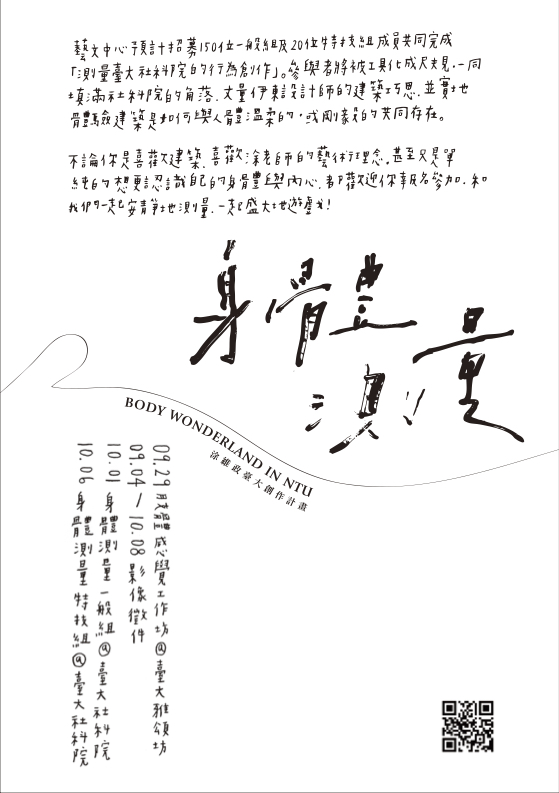 藝文中心預計招募150位一般組及20位特技組成員共同完成
「測量臺大社科院的行為創作」。參與者將被工具化成尺規,一同
填滿社科院的角落,丈量伊東設計師的建築巧思,並實地
體驗建築是如何與人體溫柔的,或剛毅的共同存在。
不論你是喜歡建築,喜歡涂老師的藝術理念,甚至只是單
純的想更認識自己的身體與內心,都歡迎你報名參加,和
我們一起安靜地測量,一起盛大地遊戲!
身體
測量
BODY WONDERLAND IN NTU
涂維政臺大創作計畫
09.29 肢體感覺工作坊@臺大雅頌坊
09.04-10.08 影像徵件
10.01 身體測量一般組@臺大社科院
10.06 身體測量特技組@臺大社科院